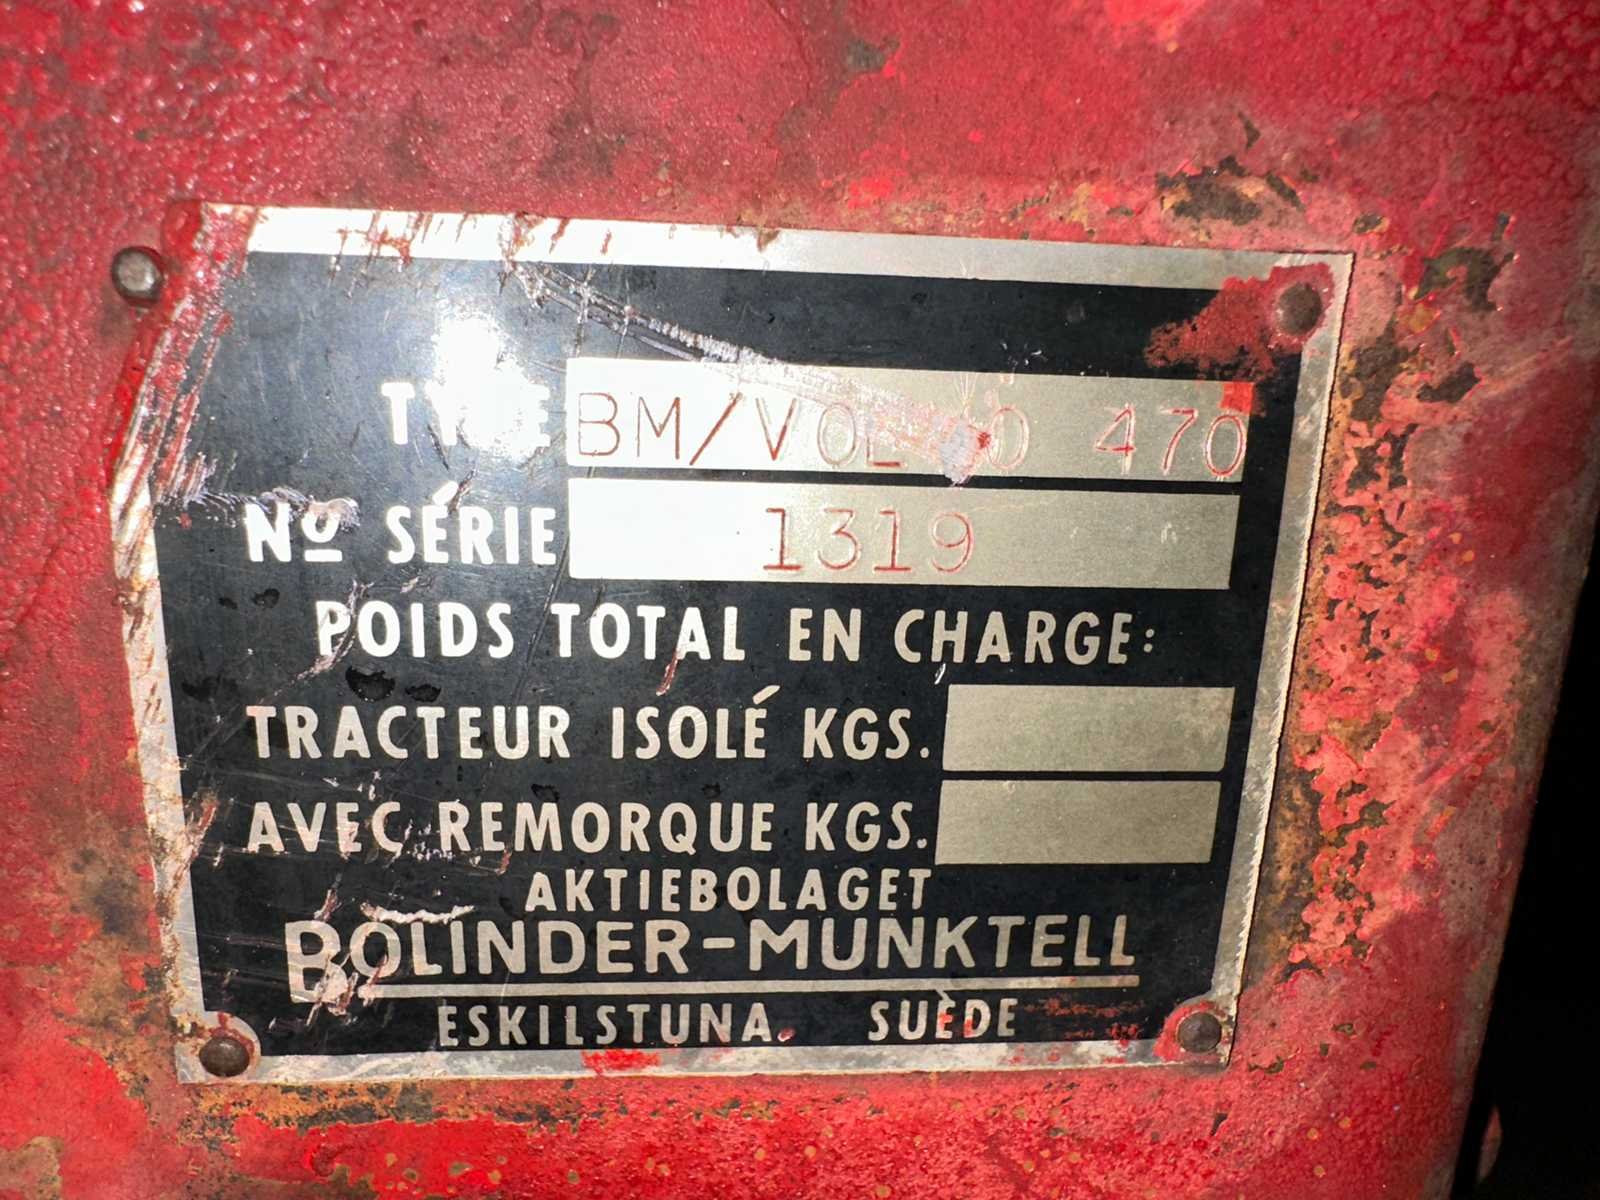 TYPE BM/VOLVO 470
Nº SÉRIE 1319
POIDS TOTAL EN CHARGE:
TRACTEUR ISOLÉ KGS.
AVEC REMORQUE KGS.
AKTIEBOLAGET
BOLINDER-MUNKTELL
ESKILSTUNA. SUÈDE